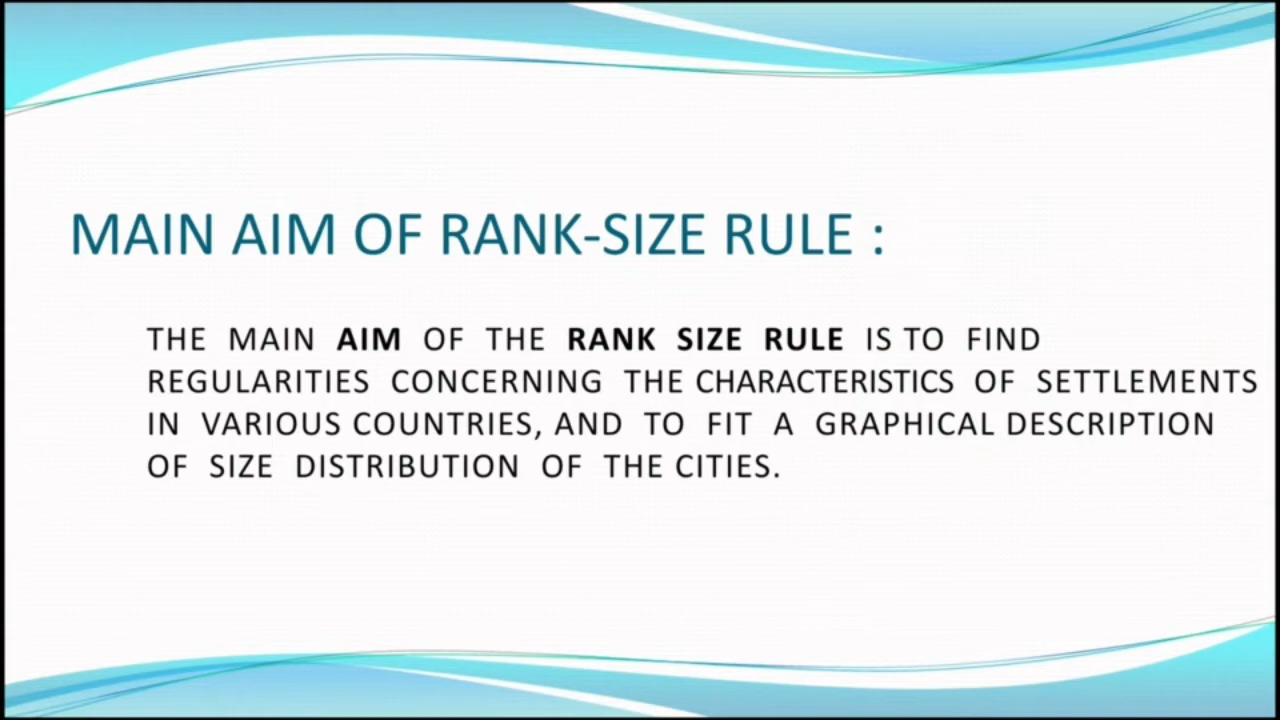 MAIN AIM OF RANK-SIZE RULE :
THE MAIN AIM OF THE RANK SIZE RULE IS TO FIND
REGULARITIES CONCERNING THE CHARACTERISTICS OF SETTLEMENTS
IN VARIOUS COUNTRIES, AND TO FIT A GRAPHICAL DESCRIPTION
OF SIZE DISTRIBUTION OF THE CITIES.